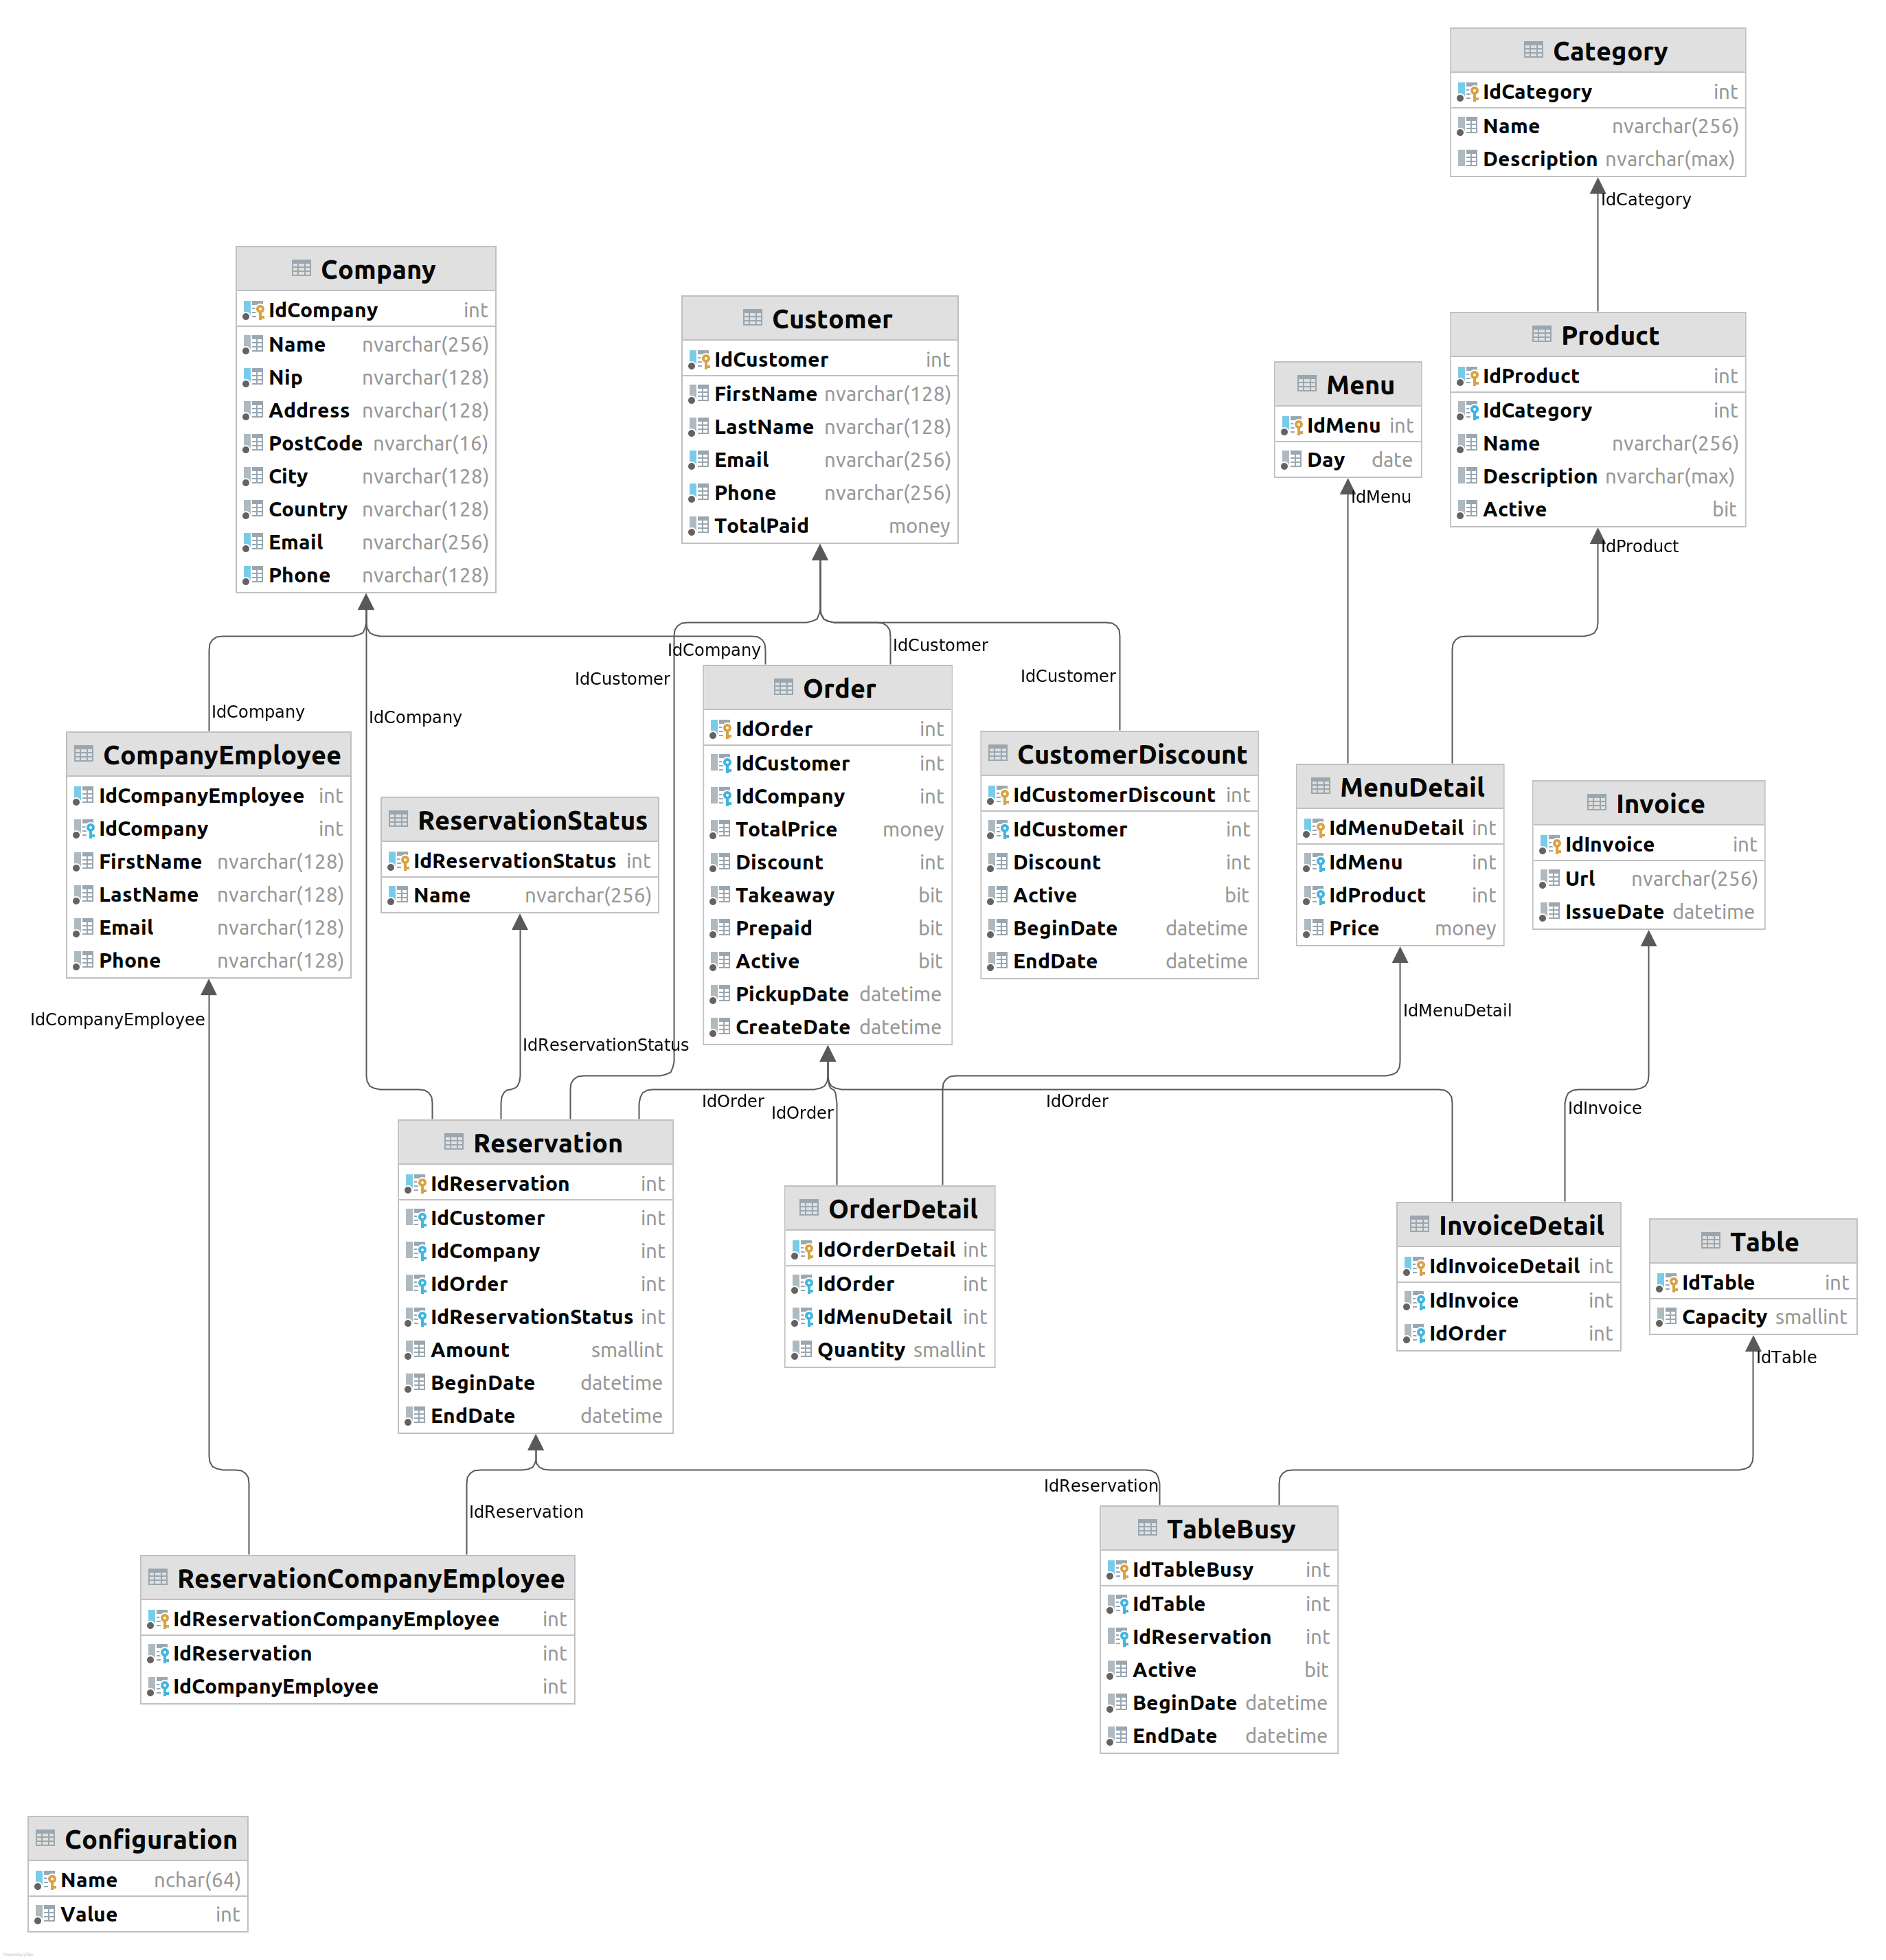 Category
IdCategory int
Name nvarchar(256)
Description nvarchar(max)
IdCategory
Company
IdCompany int
Name nvarchar(256)
Nip nvarchar(128)
Address nvarchar(128)
PostCode nvarchar(16)
City nvarchar(128)
Country nvarchar(128)
Email nvarchar(256)
Phone nvarchar(128)
Customer
IdCustomer int
FirstName nvarchar(128)
LastName nvarchar(128)
Email nvarchar(256)
Phone nvarchar(256)
TotalPaid money
Menu
IdMenu int
Day date
IdMenu
Product
IdProduct int
IdCategory int
Name nvarchar(256)
Description nvarchar(max)
Active bit
IdProduct
IdCompany
IdCustomer
IdCustomer
IdCustomer
IdCompany
IdCompany
CompanyEmployee
IdCompanyEmployee int
IdCompany int
FirstName nvarchar(128)
LastName nvarchar(128)
Email nvarchar(128)
Phone nvarchar(128)
IdCompanyEmployee
ReservationStatus
IdReservationStatus int
Name nvarchar(256)
IdReservationStatus
Order
IdOrder int
IdCustomer int
IdCompany int
TotalPrice money
Discount int
Takeaway bit
Prepaid bit
Active bit
PickupDate datetime
CreateDate datetime
CustomerDiscount
IdCustomerDiscount int
IdCustomer int
Discount int
Active bit
BeginDate datetime
EndDate datetime
MenuDetail
IdMenuDetail int
IdMenu int
IdProduct int
Price money
IdMenuDetail
Invoice
IdInvoice int
Url nvarchar(256)
IssueDate datetime
IdOrder
IdOrder
IdOrder
IdInvoice
Reservation
IdReservation int
IdCustomer int
IdCompany int
IdOrder int
IdReservationStatus int
Amount smallint
BeginDate datetime
EndDate datetime
OrderDetail
IdOrderDetail int
IdOrder int
IdMenuDetail int
Quantity smallint
InvoiceDetail
IdInvoiceDetail int
IdInvoice int
IdOrder int
Table
IdTable int
Capacity smallint
IdTable
IdReservation
IdReservation
ReservationCompanyEmployee
IdReservationCompanyEmployee int
IdReservation int
IdCompanyEmployee int
TableBusy
IdTableBusy int
IdTable int
IdReservation int
Active bit
BeginDate datetime
EndDate datetime
Configuration
Name nchar(64)
Value int